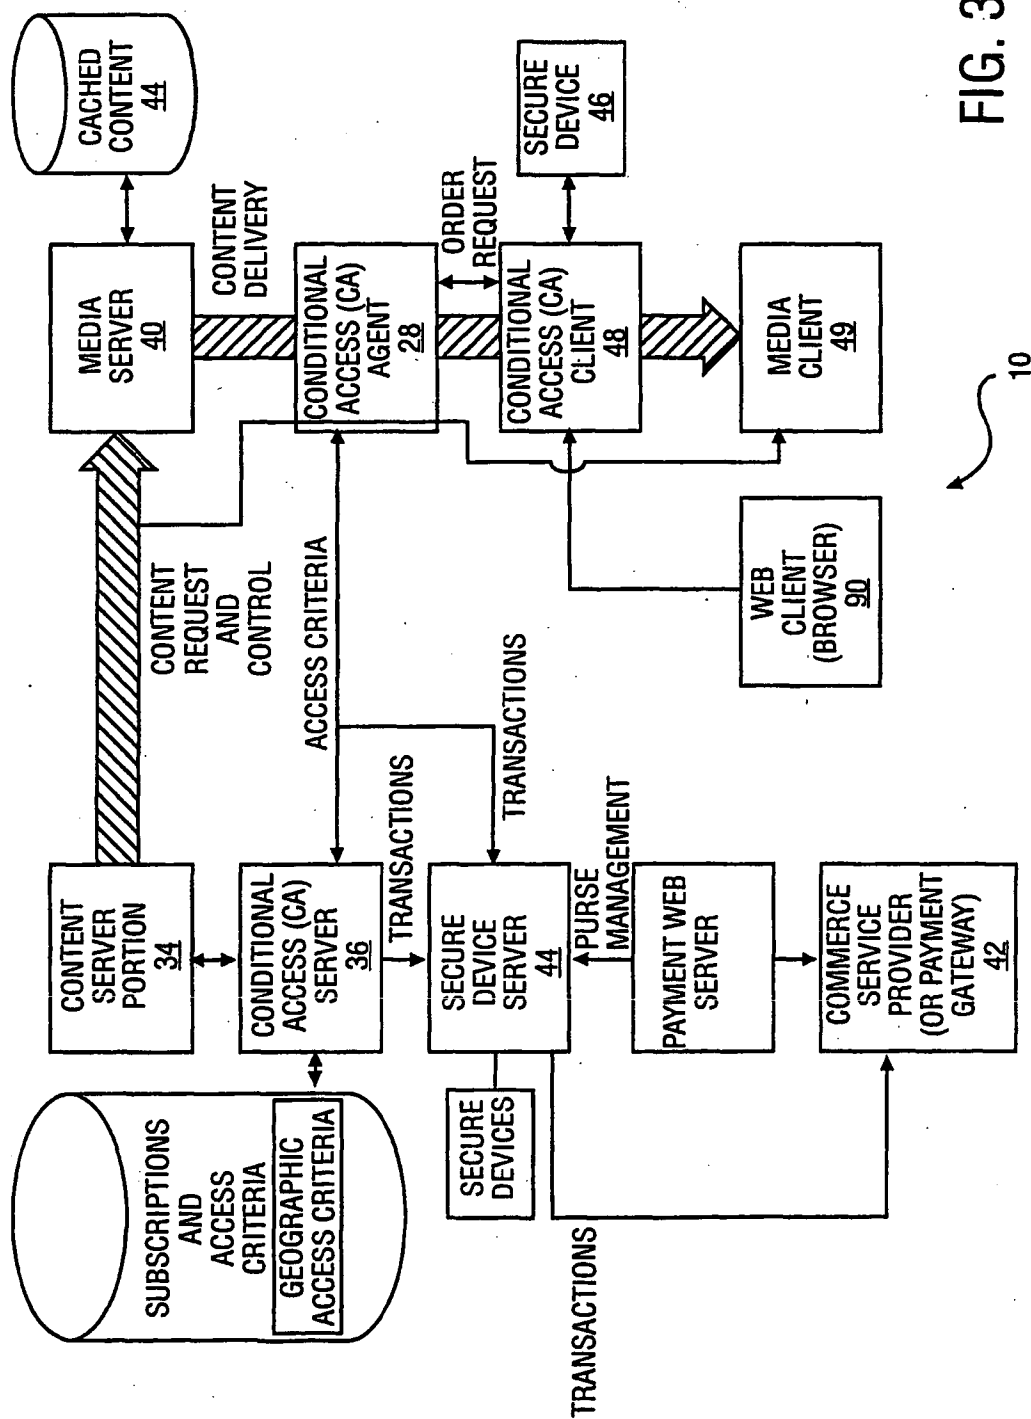 SUBSCRIPTIONS
AND
ACCESS
CRITERIA
GEOGRAPHIC
ACCESS CRITERIA
CONTENT
SERVER
PORTION
34
CONDITIONAL
ACCESS (CA)
SERVER
36
TRANSACTIONS
SECURE
DEVICE
SERVER
44
SECURE
DEVICES
PURSE
MANAGEMENT
PAYMENT WEB
SERVER
COMMERCE
SERVICE
PROVIDER
(OR PAYMENT
GATEWAY)
42
TRANSACTIONS
TRANSACTIONS
ACCESS CRITERIA
CONTENT
REQUEST
AND
CONTROL
MEDIA
SERVER
40
CACHED
CONTENT
44
CONTENT
DELIVERY
CONDITIONAL
ACCESS (CA)
AGENT
28
ORDER
REQUEST
CONDITIONAL
ACCESS (CA)
CLIENT
48
SECURE
DEVICE
46
MEDIA
CLIENT
49
WEB
CLIENT
(BROWSER)
90
10
FIG. 3